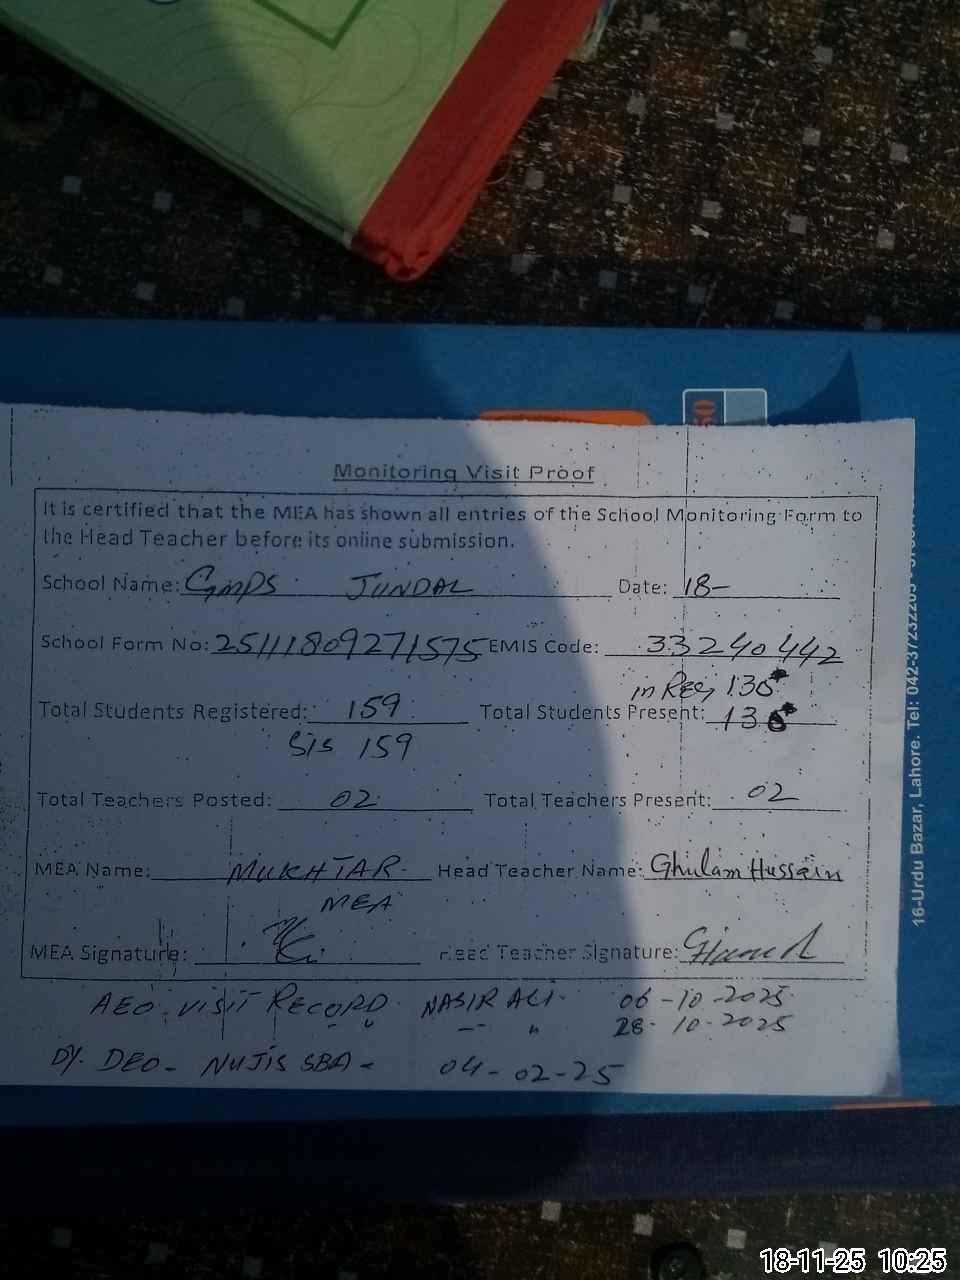 Monitoring Visit Proof
It is certified that the MEA has shown all entries of the School Monitoring Form to
the Head Teacher before its online submission.
School Name: GMPS JUNDAL Date: 18-
School Form No: 25111809271575 EMIS Code: 33240442
in Reg 130*
Total Students Registered: 159 Total Students Present: 130*
SIS 159
Total Teachers Posted: 02 Total Teachers Present: 02
MEA Name: MUKHTAR Head Teacher Name: Ghulam Hussain
MEA
MEA Signature: Head Teacher Signature:
AEO. VISIT RECORD. NASIR ALI. 06-10-2025
-- " 28-10-2025
DY. DEO- 04-02-25
16-Urdu Bazar, Lahore. Tel: 042-37232205
18-11-25 10:25